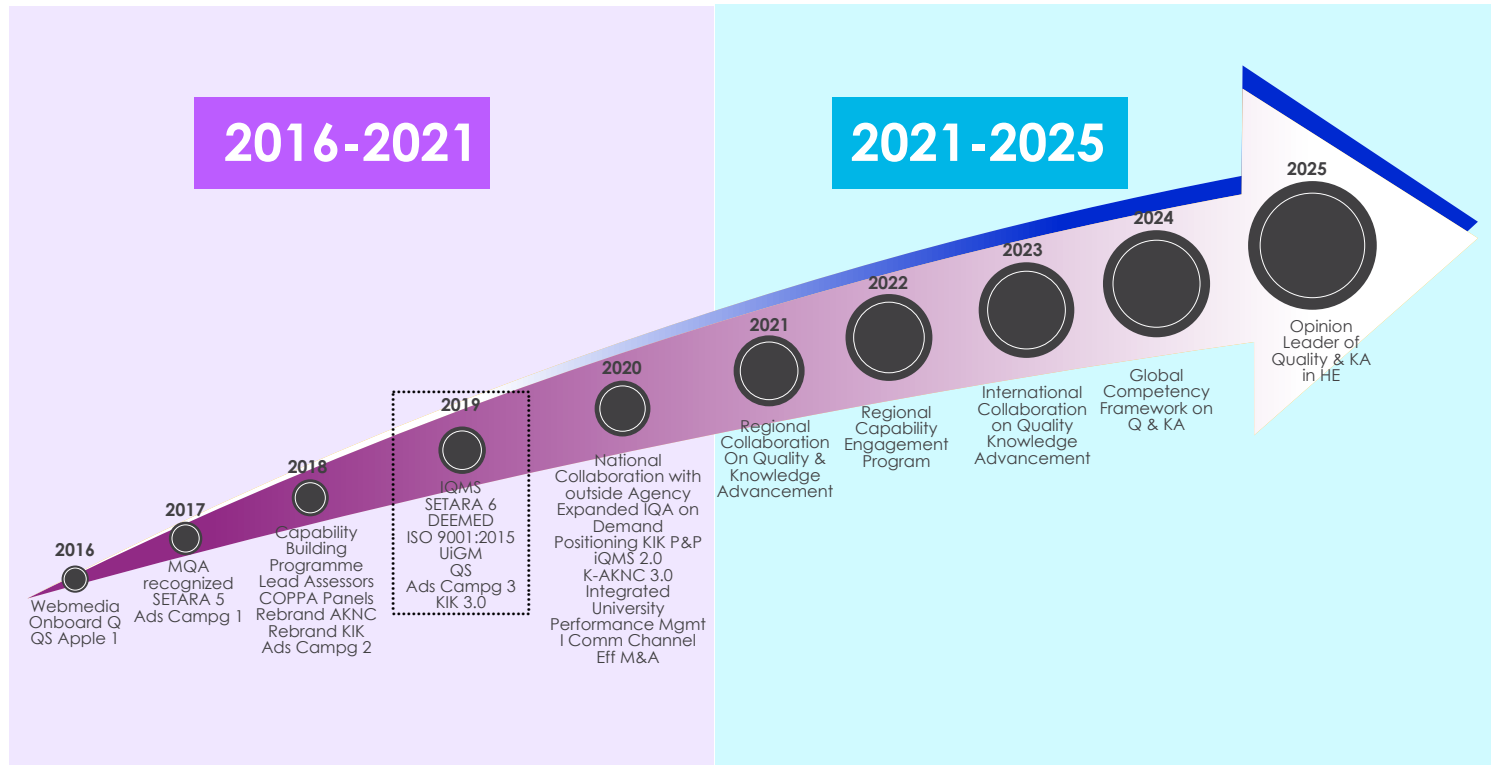 2016-2021
2021-2025
2016
Webmedia
Onboard Q
QS Apple 1
2017
MQA
recognized
SETARA 5
Ads Campg 1
2018
Capability
Building
Programme
Lead Assessors
COPPA Panels
Rebrand AKNC
Rebrand KIK
Ads Campg 2
2019
IQMS
SETARA 6
DEEMED
ISO 9001:2015
UiGM
QS
Ads Campg 3
KIK 3.0
2020
National
Collaboration with
outside Agency
Expanded IQA on
Demand
Positioning KIK P&P
iQMS 2.0
K-AKNC 3.0
Integrated
University
Performance Mgmt
I Comm Channel
Eff M&A
2021
Regional
Collaboration
On Quality &
Knowledge
Advancement
2022
Regional
Capability
Engagement
Program
2023
International
Collaboration
on Quality
Knowledge
Advancement
2024
Global
Competency
Framework on
Q & KA
2025
Opinion
Leader of
Quality & KA
in HE